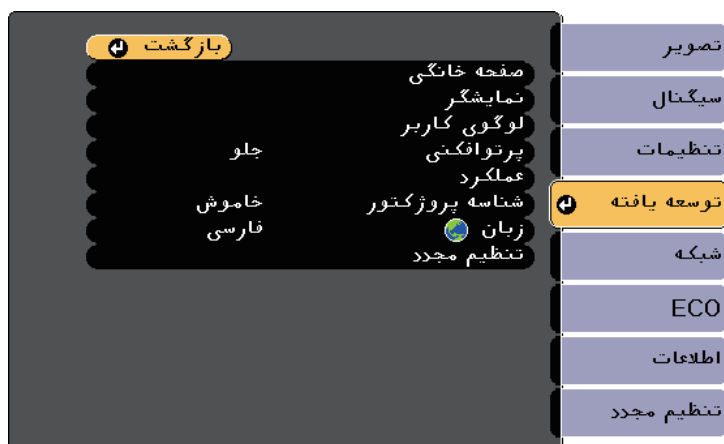 تصویر
سیگنال
تنظیمات
توسعه یافته
شبکه
ECO
اطلاعات
تنظیم مجدد
بازگشت
صفحه خانگی
نمایشگر
لوگوی کاربر
پرتوافکنی جلو
عملکرد
شناسه پروژکتور خاموش
زبان فارسی
تنظیم مجدد